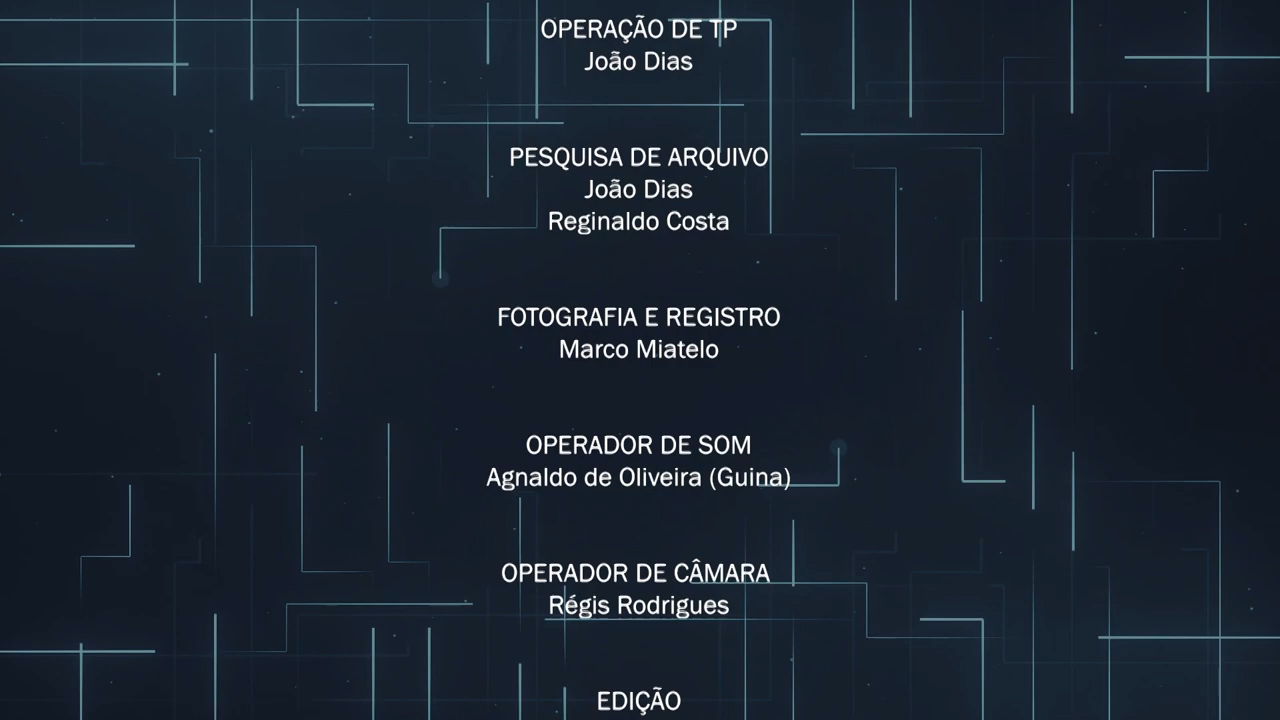 OPERAÇÃO DE TP
João Dias
PESQUISA DE ARQUIVO
João Dias
Reginaldo Costa
FOTOGRAFIA E REGISTRO
Marco Miatelo
OPERADOR DE SOM
Agnaldo de Oliveira (Guina)
OPERADOR DE CÂMARA
Régis Rodrigues
EDIÇÃO